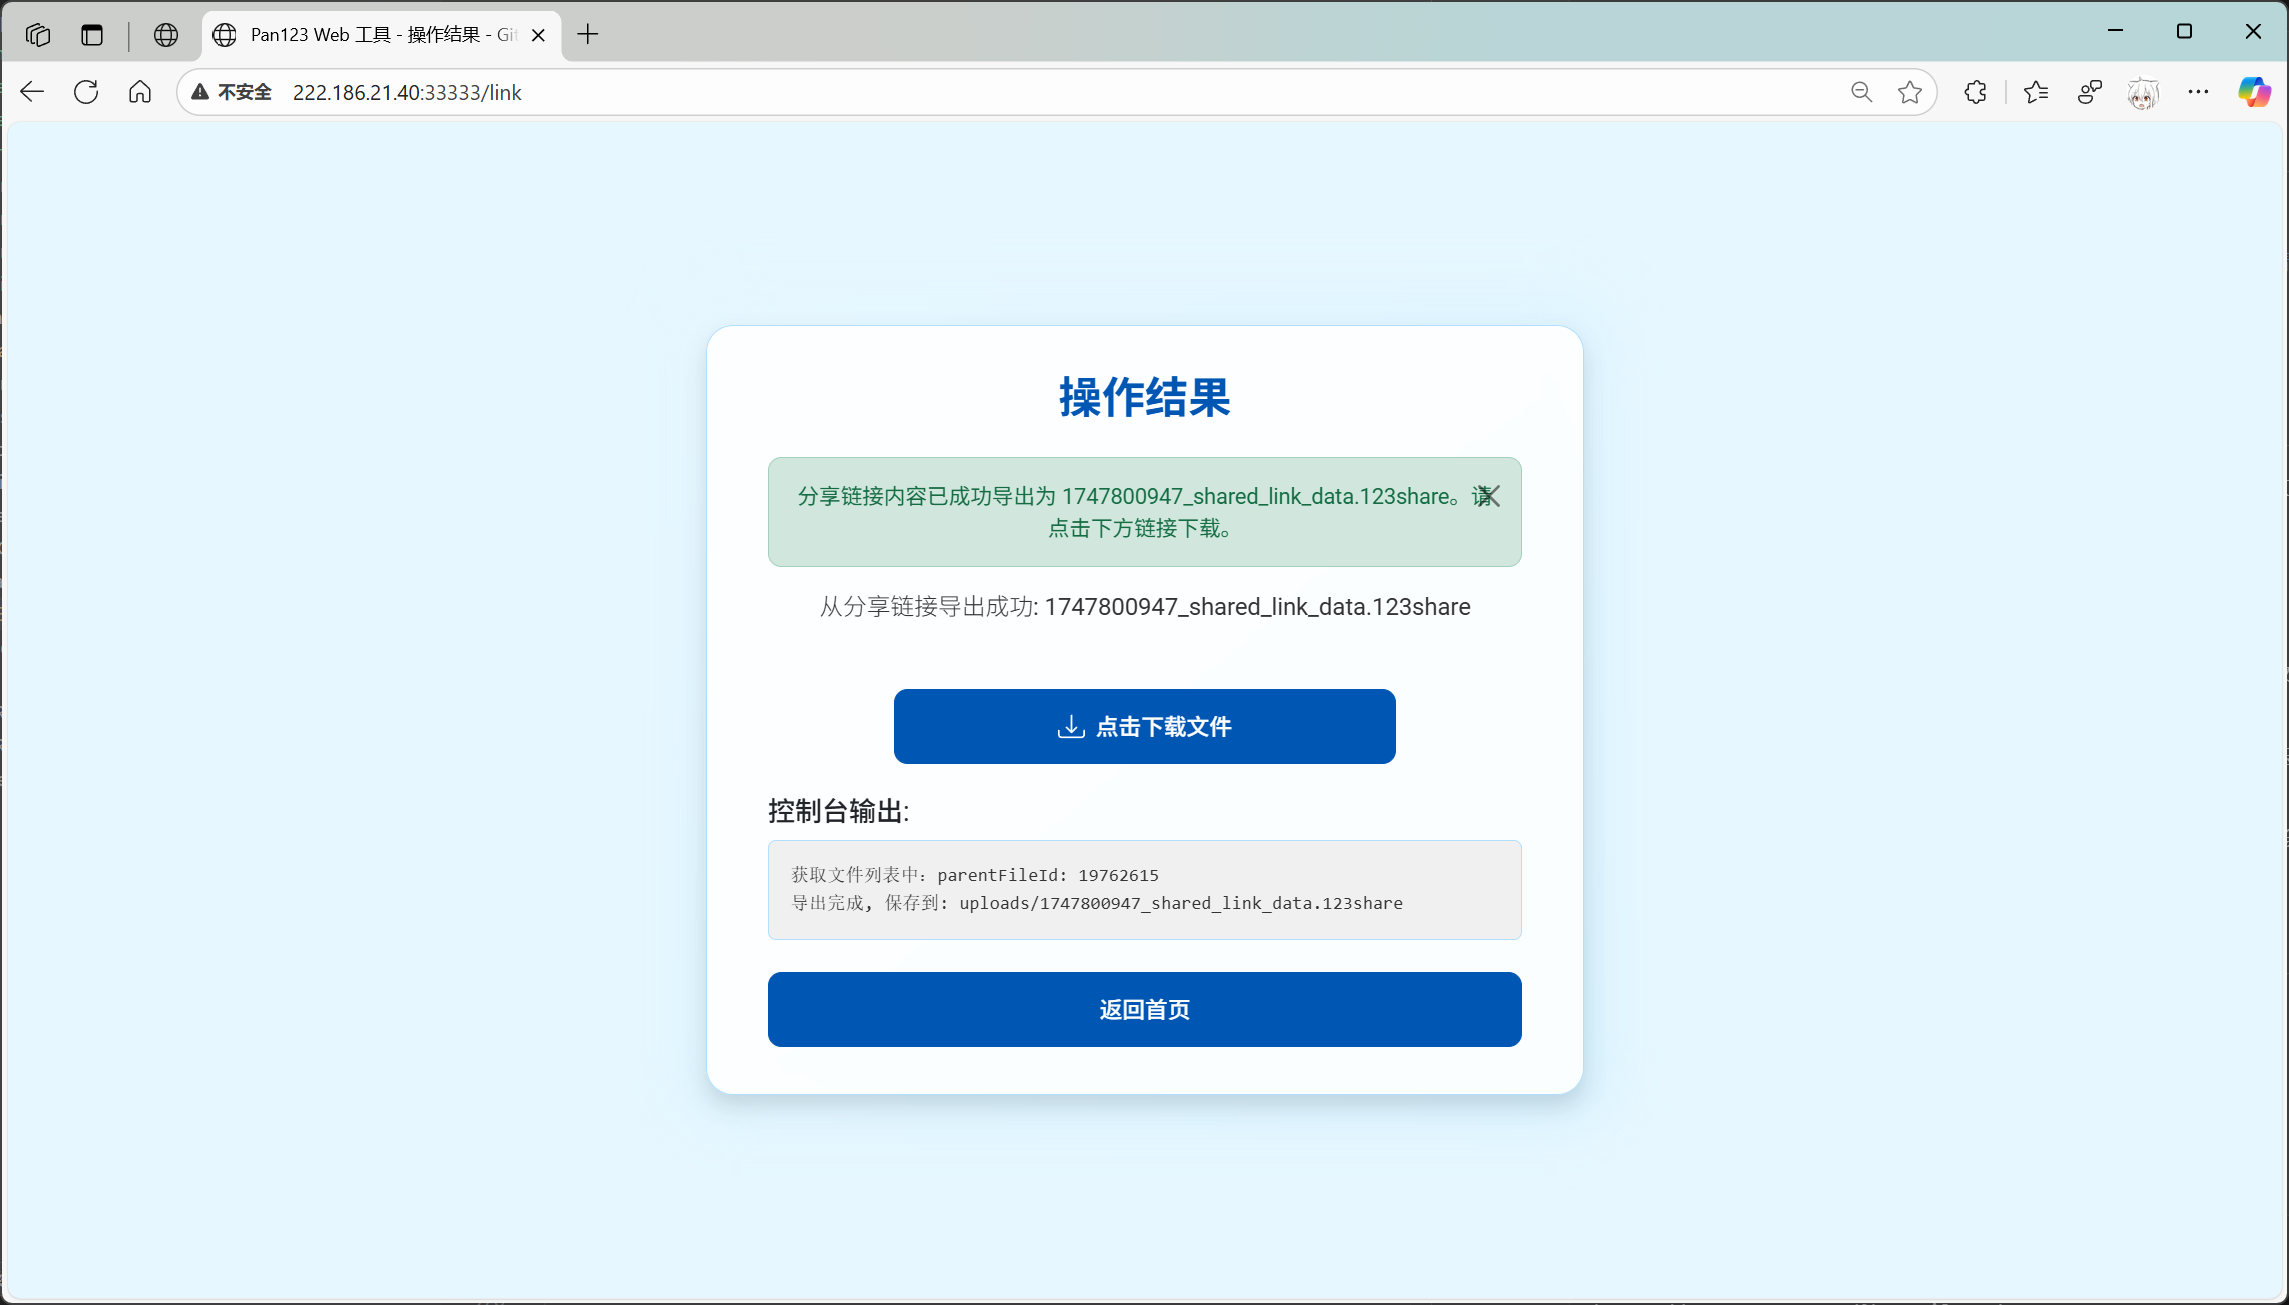 Pan123 Web 工具 - 操作结果 - Git
不安全 222.186.21.40:33333/link
操作结果
分享链接内容已成功导出为 1747800947_shared_link_data.123share。请
点击下方链接下载。
从分享链接导出成功: 1747800947_shared_link_data.123share
点击下载文件
控制台输出:
获取文件列表中：parentFileId: 19762615
导出完成, 保存到: uploads/1747800947_shared_link_data.123share
返回首页